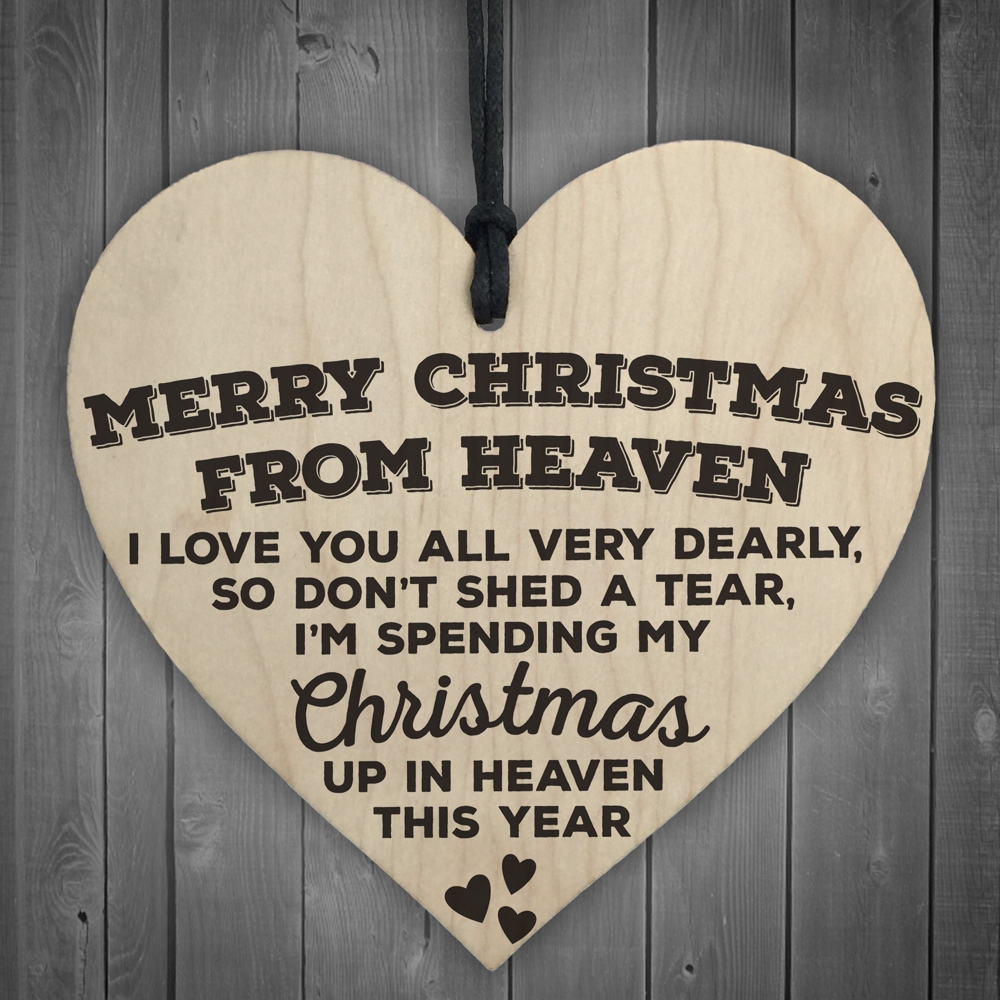 MERRY CHRISTMAS
FROM HEAVEN
I LOVE YOU ALL VERY DEARLY,
SO DON'T SHED A TEAR,
I'M SPENDING MY
Christmas
UP IN HEAVEN
THIS YEAR